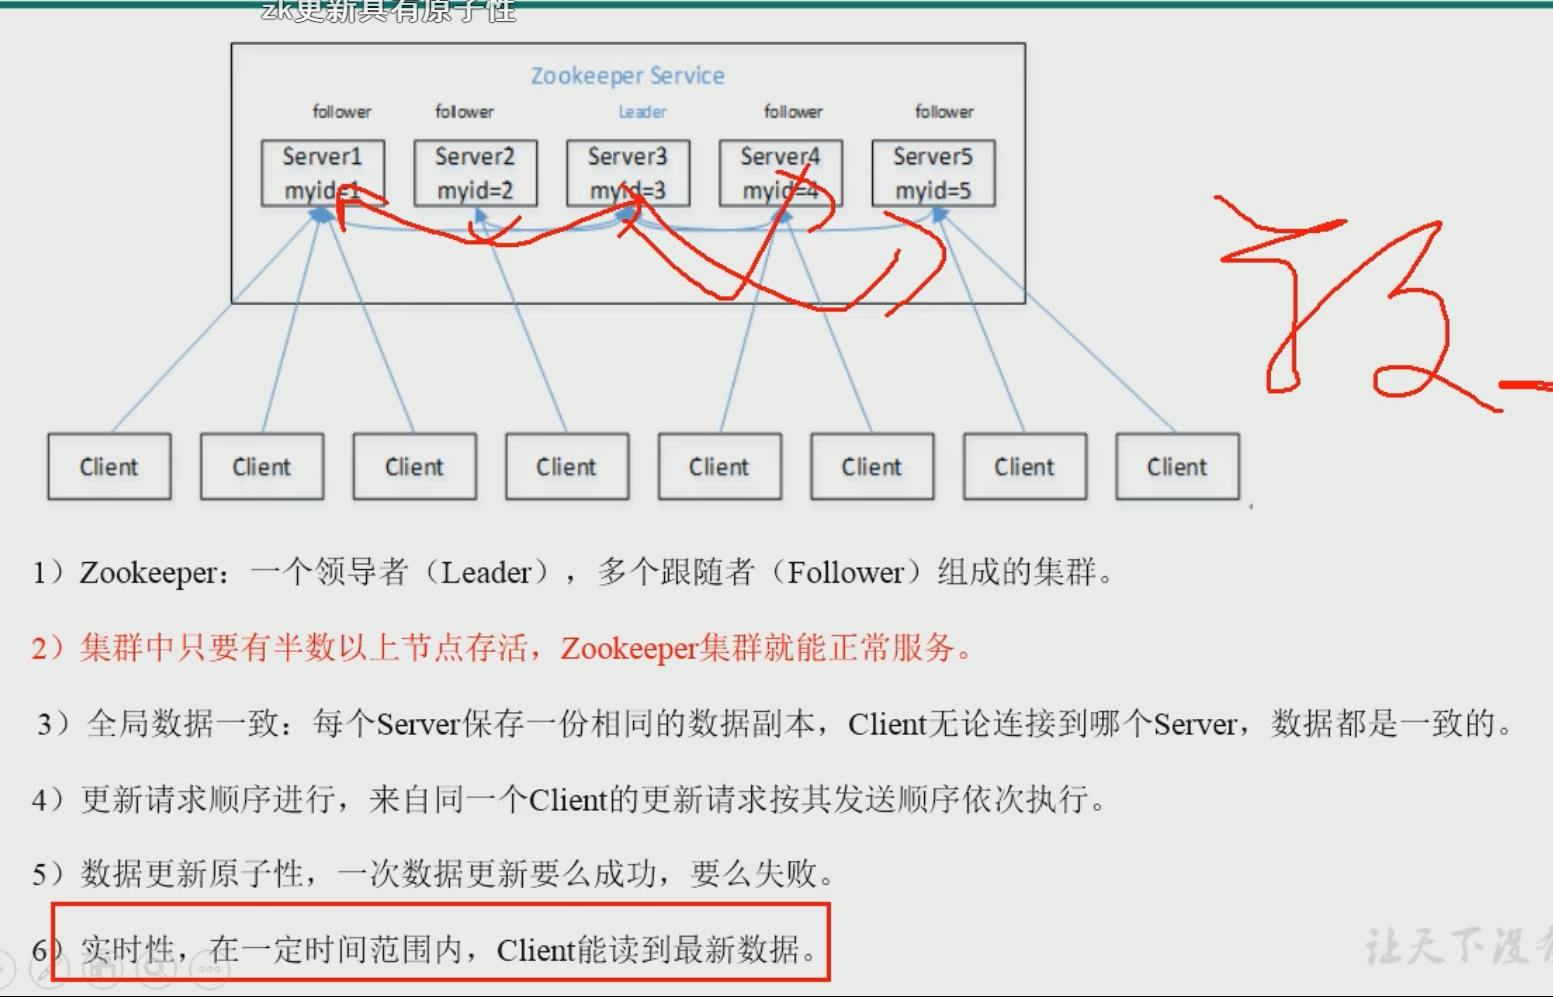 zk更新具有原子性
Zookeeper Service
follower follower Leader follower follower
Server1 Server2 Server3 Server4 Server5
myid=1 myid=2 myid=3 myid=4 myid=5
Client Client Client Client Client Client Client Client
1）Zookeeper：一个领导者（Leader），多个跟随者（Follower）组成的集群。
2）集群中只要有半数以上节点存活，Zookeeper集群就能正常服务。
3）全局数据一致：每个Server保存一份相同的数据副本，Client无论连接到哪个Server，数据都是一致的。
4）更新请求顺序进行，来自同一个Client的更新请求按其发送顺序依次执行。
5）数据更新原子性，一次数据更新要么成功，要么失败。
6）实时性，在一定时间范围内，Client能读到最新数据。
让天下没有